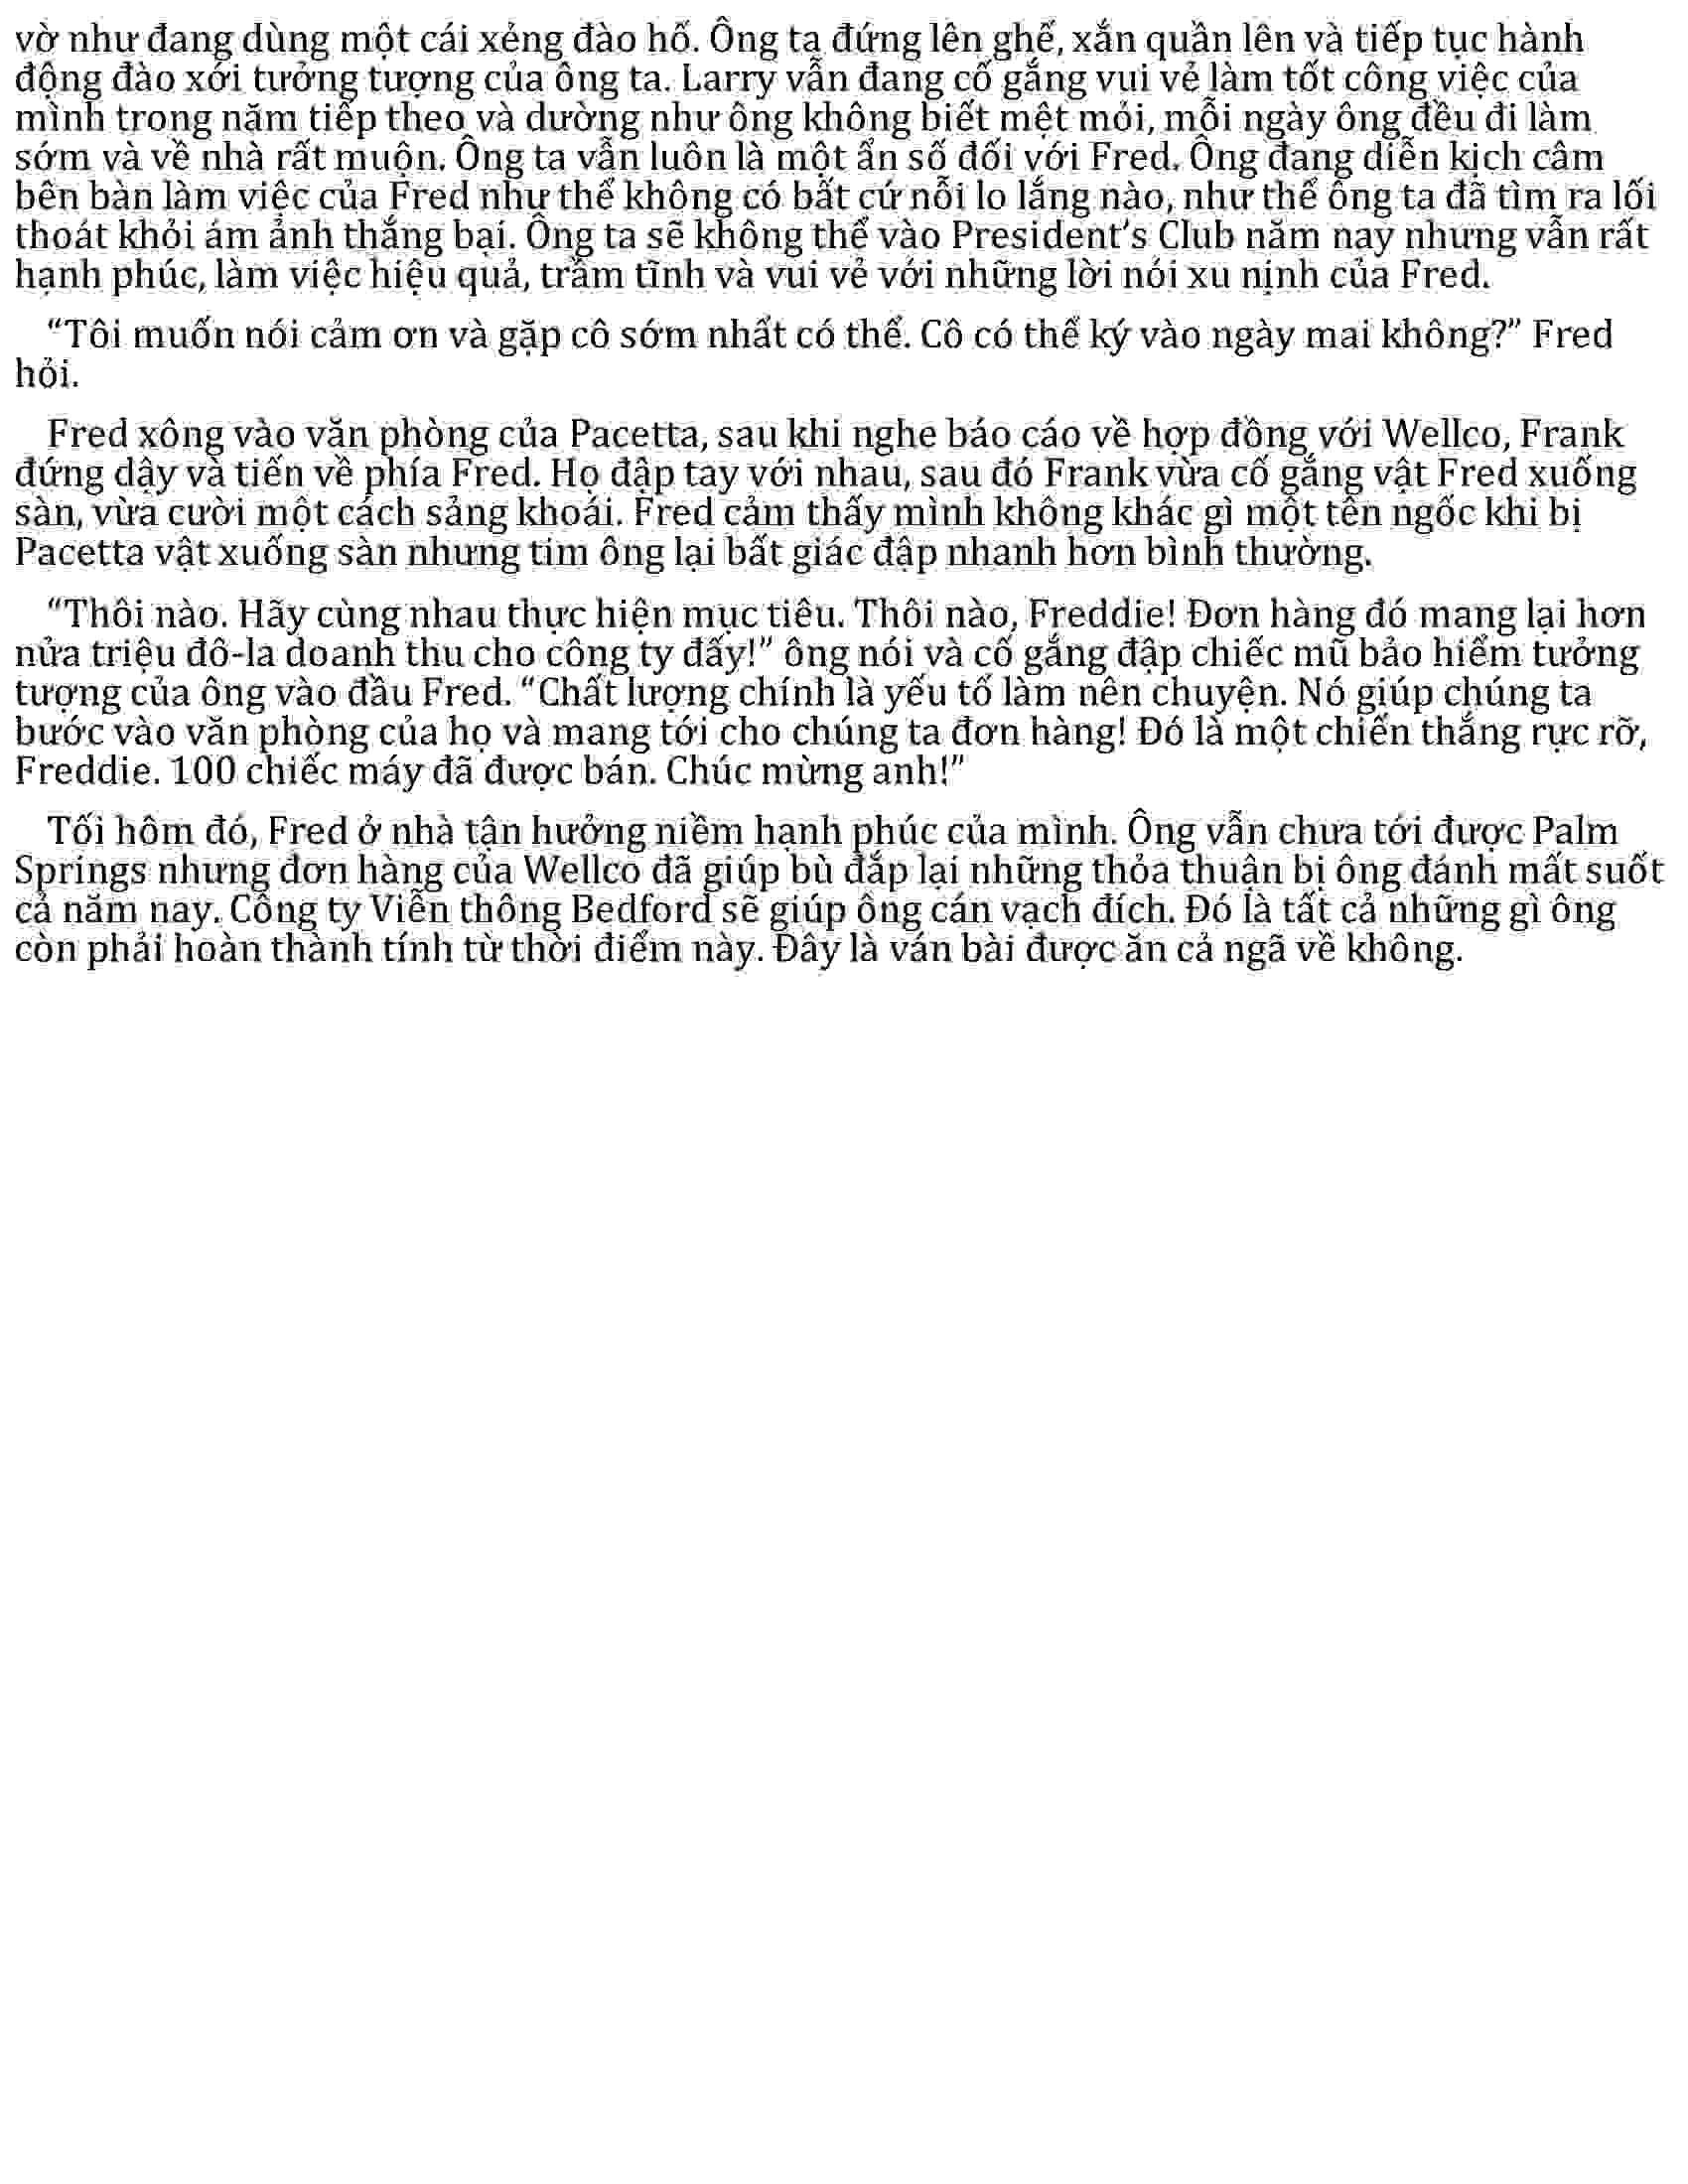 vờ như đang dùng một cái xẻng đào hố. Ông ta đứng lên ghế, xắn quần lên và tiếp tục hành
động đào xới tưởng tượng của ông ta. Larry vẫn đang cố gắng vui vẻ làm tốt công việc của
mình trong năm tiếp theo và dường như ông không biết mệt mỏi, mỗi ngày ông đều đi làm
sớm và về nhà rất muộn. Ông ta vẫn luôn là một ẩn số đối với Fred. Ông đang diễn kịch câm
bên bàn làm việc của Fred như thể không có bất cứ nỗi lo lắng nào, như thể ông ta đã tìm ra lối
thoát khỏi ám ảnh thắng bại. Ông ta sẽ không thể vào President’s Club năm nay nhưng vẫn rất
hạnh phúc, làm việc hiệu quả, trầm tĩnh và vui vẻ với những lời nói xu nịnh của Fred.
“Tôi muốn nói cảm ơn và gặp cô sớm nhất có thể. Cô có thể ký vào ngày mai không?” Fred
hỏi.
Fred xông vào văn phòng của Pacetta, sau khi nghe báo cáo về hợp đồng với Wellco, Frank
đứng dậy và tiến về phía Fred. Họ đập tay với nhau, sau đó Frank vừa cố gắng vật Fred xuống
sàn, vừa cười một cách sảng khoái. Fred cảm thấy mình không khác gì một tên ngốc khi bị
Pacetta vật xuống sàn nhưng tim ông lại bất giác đập nhanh hơn bình thường.
“Thôi nào. Hãy cùng nhau thực hiện mục tiêu. Thôi nào, Freddie! Đơn hàng đó mang lại hơn
nửa triệu đô-la doanh thu cho công ty đấy!” ông nói và cố gắng đập chiếc mũ bảo hiểm tưởng
tượng của ông vào đầu Fred. “Chất lượng chính là yếu tố làm nên chuyện. Nó giúp chúng ta
bước vào văn phòng của họ và mang tới cho chúng ta đơn hàng! Đó là một chiến thắng rực rỡ,
Freddie. 100 chiếc máy đã được bán. Chúc mừng anh!”
Tối hôm đó, Fred ở nhà tận hưởng niềm hạnh phúc của mình. Ông vẫn chưa tới được Palm
Springs nhưng đơn hàng của Wellco đã giúp bù đắp lại những thỏa thuận bị ông đánh mất suốt
cả năm nay. Công ty Viễn thông Bedford sẽ giúp ông cán vạch đích. Đó là tất cả những gì ông
còn phải hoàn thành tính từ thời điểm này. Đây là ván bài được ăn cả ngã về không.